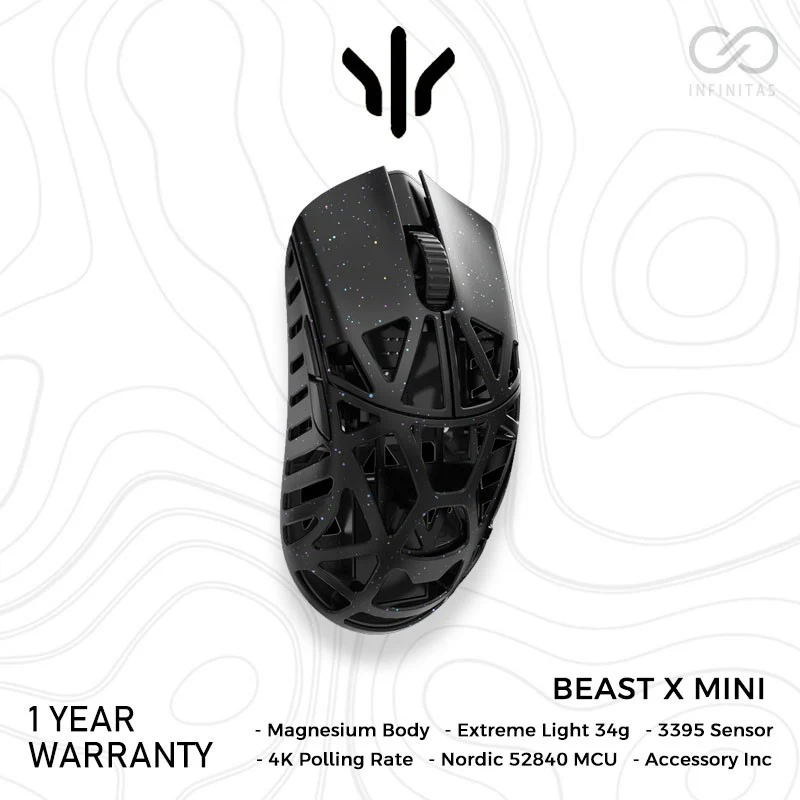 INFINITAS
BEAST X MINI
1 YEAR
WARRANTY
- Magnesium Body - Extreme Light 34g - 3395 Sensor
- 4K Polling Rate - Nordic 52840 MCU - Accessory Inc